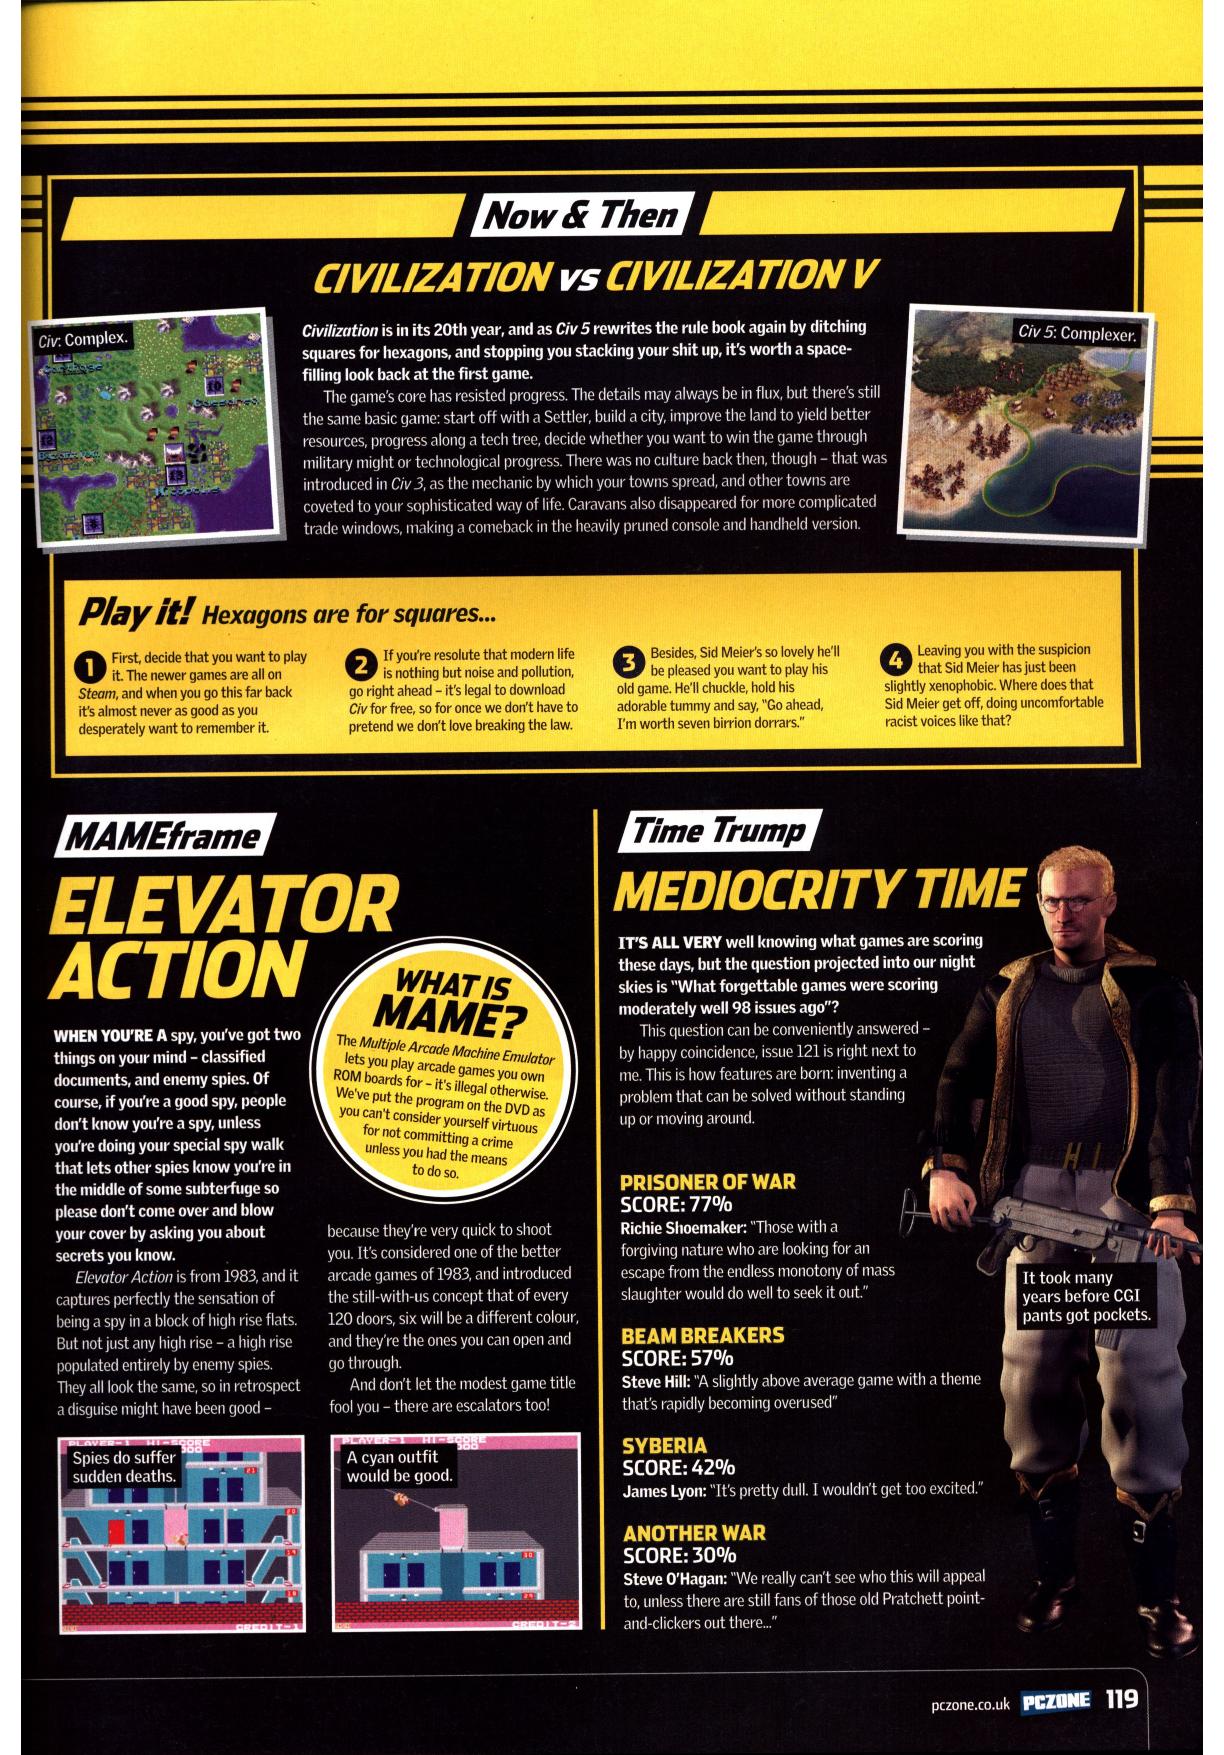 Now & Then
CIVILIZATION vs CIVILIZATION V
Civ: Complex.
Civilization is in its 20th year, and as Civ 5 rewrites the rule book again by ditching
squares for hexagons, and stopping you stacking your shit up, it's worth a space-
filling look back at the first game.
The game's core has resisted progress. The details may always be in flux, but there's still
the same basic game: start off with a Settler, build a city, improve the land to yield better
resources, progress along a tech tree, decide whether you want to win the game through
military might or technological progress. There was no culture back then, though – that was
introduced in Civ 3, as the mechanic by which your towns spread, and other towns are
coveted to your sophisticated way of life. Caravans also disappeared for more complicated
trade windows, making a comeback in the heavily pruned console and handheld version.
Civ 5: Complexer.
Play it! Hexagons are for squares...
1 First, decide that you want to play
it. The newer games are all on
Steam, and when you go this far back
it's almost never as good as you
desperately want to remember it.
2 If you're resolute that modern life
is nothing but noise and pollution,
go right ahead – it's legal to download
Civ for free, so for once we don't have to
pretend we don't love breaking the law.
3 Besides, Sid Meier's so lovely he'll
be pleased you want to play his
old game. He'll chuckle, hold his
adorable tummy and say, "Go ahead,
I'm worth seven birrion dorrars."
4 Leaving you with the suspicion
that Sid Meier has just been
slightly xenophobic. Where does that
Sid Meier get off, doing uncomfortable
racist voices like that?
MAMEframe
ELEVATOR
ACTION
WHEN YOU'RE A spy, you've got two
things on your mind – classified
documents, and enemy spies. Of
course, if you're a good spy, people
don't know you're a spy, unless
you're doing your special spy walk
that lets other spies know you're in
the middle of some subterfuge so
please don't come over and blow
your cover by asking you about
secrets you know.
Elevator Action is from 1983, and it
captures perfectly the sensation of
being a spy in a block of high rise flats.
But not just any high rise – a high rise
populated entirely by enemy spies.
They all look the same, so in retrospect
a disguise might have been good –
WHAT IS
MAME?
The Multiple Arcade Machine Emulator
lets you play arcade games you own
ROM boards for – it's illegal otherwise.
We've put the program on the DVD as
you can't consider yourself virtuous
for not committing a crime
unless you had the means
to do so.
because they're very quick to shoot
you. It's considered one of the better
arcade games of 1983, and introduced
the still-with-us concept that of every
120 doors, six will be a different colour,
and they're the ones you can open and
go through.
And don't let the modest game title
fool you – there are escalators too!
Spies do suffer
sudden deaths.
CREDIT-1
A cyan outfit
would be good.
CREDIT-2
Time Trump
MEDIOCRITY TIME
IT'S ALL VERY well knowing what games are scoring
these days, but the question projected into our night
skies is "What forgettable games were scoring
moderately well 98 issues ago"?
This question can be conveniently answered –
by happy coincidence, issue 121 is right next to
me. This is how features are born: inventing a
problem that can be solved without standing
up or moving around.
PRISONER OF WAR
SCORE: 77%
Richie Shoemaker: "Those with a
forgiving nature who are looking for an
escape from the endless monotony of mass
slaughter would do well to seek it out."
BEAM BREAKERS
SCORE: 57%
Steve Hill: "A slightly above average game with a theme
that's rapidly becoming overused"
SYBERIA
SCORE: 42%
James Lyon: "It's pretty dull. I wouldn't get too excited."
ANOTHER WAR
SCORE: 30%
Steve O'Hagan: "We really can't see who this will appeal
to, unless there are still fans of those old Pratchett point-
and-clickers out there..."
It took many
years before CGI
pants got pockets.
pczone.co.uk PCZONE 119